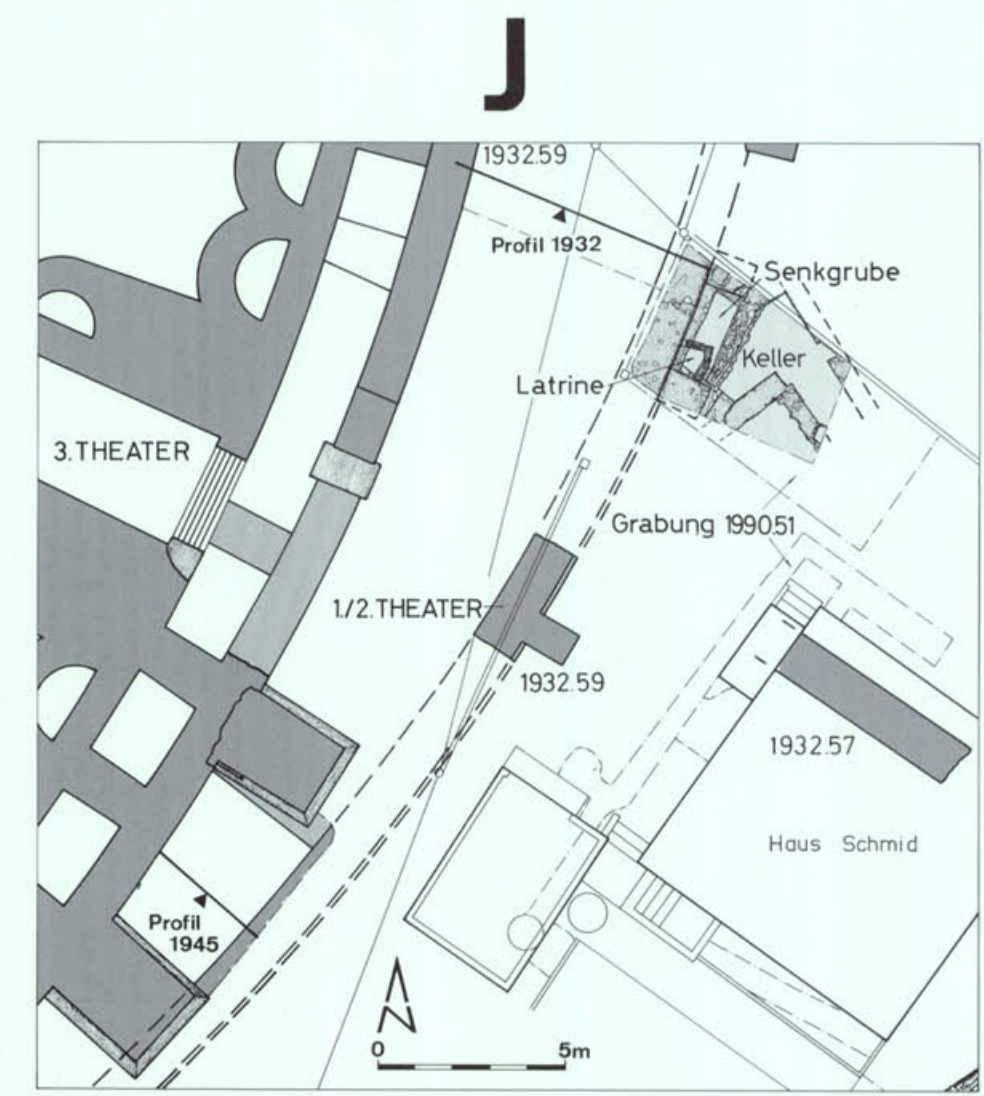 J
1932.59
Profil 1932
Senkgrube
Keller
Latrine
3.THEATER
Grabung 1990.51
1./2.THEATER
1932.59
1932.57
Haus Schmid
Profil
1945
N
0 5m